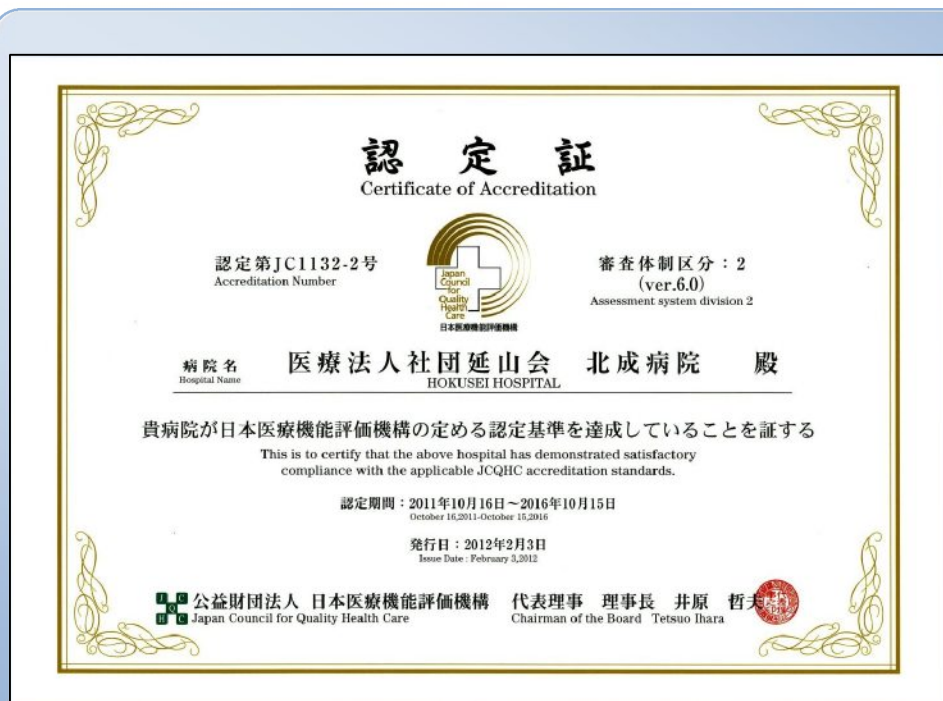 認定証
Certificate of Accreditation
認定第JC1132-2号
Accreditation Number
Japan
Council
for
Quality
Health
Care
日本医療機能評価機構
審査体制区分：2
(ver.6.0)
Assessment system division 2
病院名 医療法人社団延山会 北成病院 殿
Hospital Name HOKUSEI HOSPITAL
貴病院が日本医療機能評価機構の定める認定基準を達成していることを証する
This is to certify that the above hospital has demonstrated satisfactory
compliance with the applicable JCQHC accreditation standards.
認定期間：2011年10月16日～2016年10月15日
October 16,2011-October 15,2016
発行日：2012年2月3日
Issue Date : February 3,2012
J Q C
H C
公益財団法人 日本医療機能評価機構 代表理事 理事長 井原 哲夫
Japan Council for Quality Health Care Chairman of the Board Tetsuo Ihara